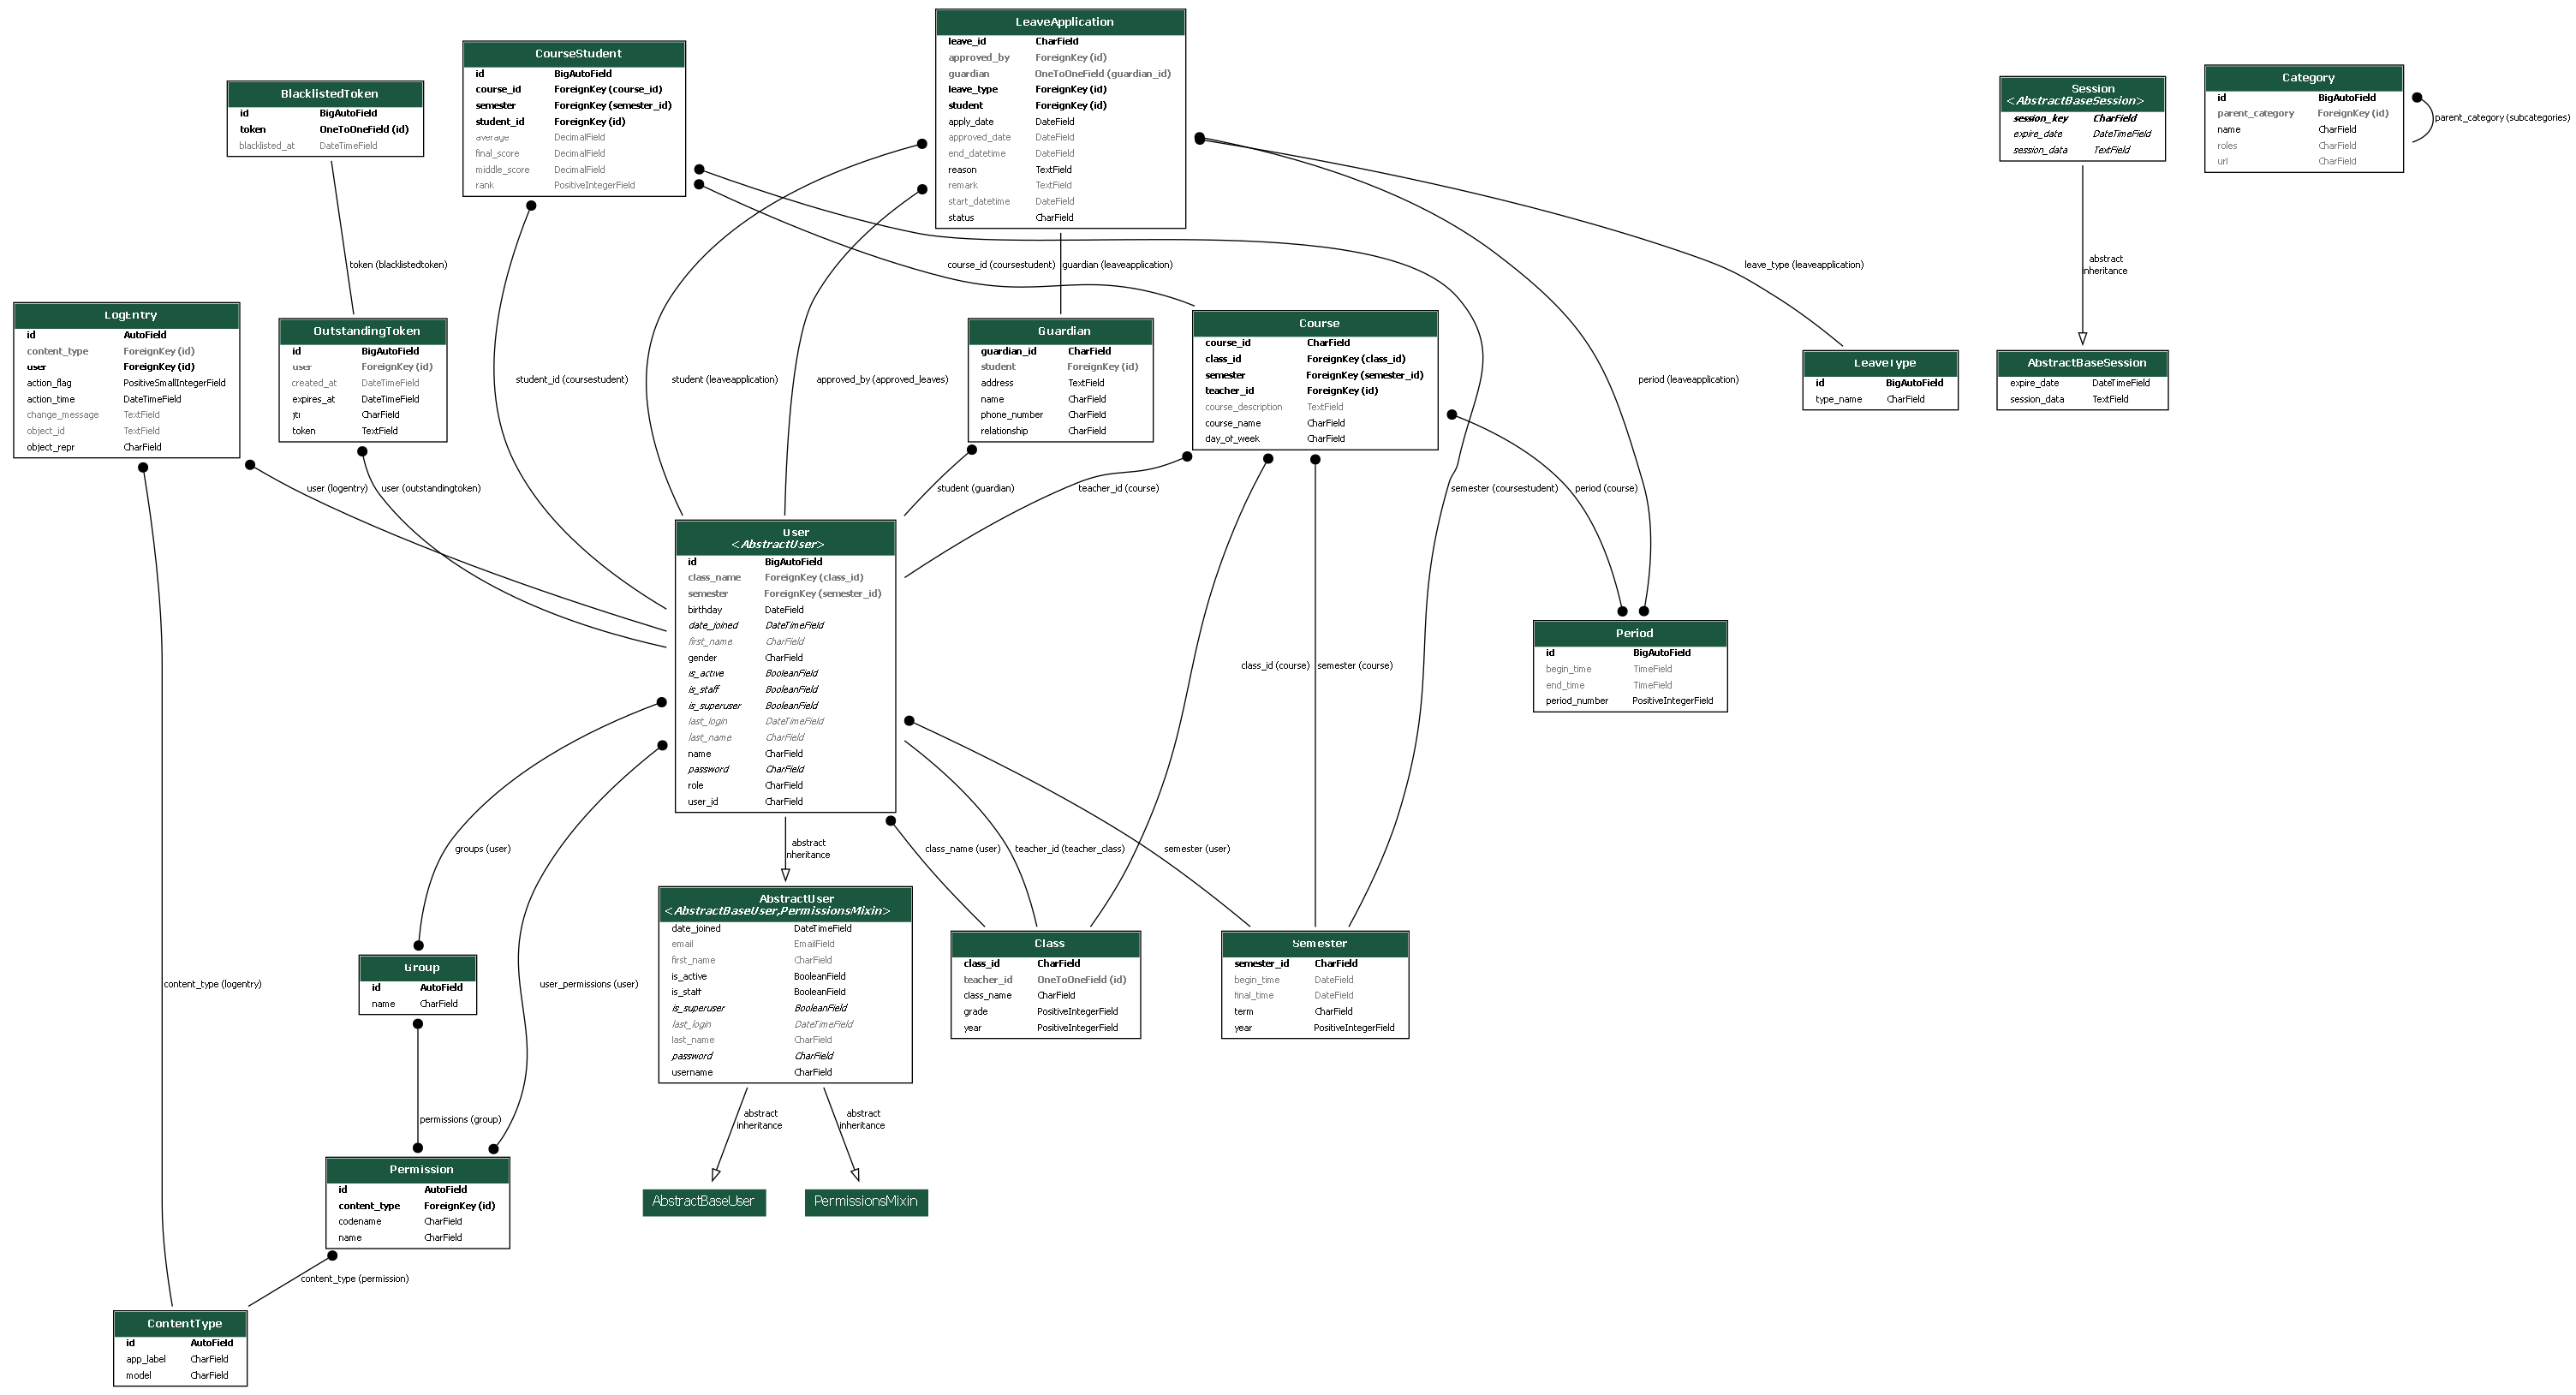 LeaveApplication
leave_id CharField
approved_by ForeignKey (id)
guardian OneToOneField (guardian_id)
leave_type ForeignKey (id)
student ForeignKey (id)
apply_date DateField
approved_date DateField
end_datetime DateField
reason TextField
remark TextField
start_datetime DateField
status CharField
CourseStudent
id BigAutoField
course_id ForeignKey (course_id)
semester ForeignKey (semester_id)
student_id ForeignKey (id)
average DecimalField
final_score DecimalField
middle_score DecimalField
rank PositiveIntegerField
BlacklistedToken
id BigAutoField
token OneToOneField (id)
blacklisted_at DateTimeField
Session
<AbstractBaseSession>
session_key CharField
expire_date DateTimeField
session_data TextField
Category
id BigAutoField
parent_category ForeignKey (id)
name CharField
roles CharField
url CharField
parent_category (subcategories)
token (blacklistedtoken)
course_id (coursestudent)
guardian (leaveapplication)
leave_type (leaveapplication)
abstract
inheritance
LogEntry
id AutoField
content_type ForeignKey (id)
user ForeignKey (id)
action_flag PositiveSmallIntegerField
action_time DateTimeField
change_message TextField
object_id TextField
object_repr CharField
OutstandingToken
id BigAutoField
user ForeignKey (id)
created_at DateTimeField
expires_at DateTimeField
jti CharField
token TextField
student_id (coursestudent)
student (leaveapplication)
approved_by (approved_leaves)
Guardian
guardian_id CharField
student ForeignKey (id)
address TextField
name CharField
phone_number CharField
relationship CharField
Course
course_id CharField
class_id ForeignKey (class_id)
semester ForeignKey (semester_id)
teacher_id ForeignKey (id)
course_description TextField
course_name CharField
day_of_week CharField
period (leaveapplication)
LeaveType
id BigAutoField
type_name CharField
AbstractBaseSession
expire_date DateTimeField
session_data TextField
user (logentry)
user (outstandingtoken)
student (guardian)
teacher_id (course)
semester (coursestudent)
period (course)
User
<AbstractUser>
id BigAutoField
class_name ForeignKey (class_id)
semester ForeignKey (semester_id)
birthday DateField
date_joined DateTimeField
first_name CharField
gender CharField
is_active BooleanField
is_staff BooleanField
is_superuser BooleanField
last_login DateTimeField
last_name CharField
name CharField
password CharField
role CharField
user_id CharField
class_id (course)
semester (course)
Period
id BigAutoField
begin_time TimeField
end_time TimeField
period_number PositiveIntegerField
groups (user)
abstract
inheritance
class_name (user)
teacher_id (teacher_class)
semester (user)
AbstractUser
<AbstractBaseUser,PermissionsMixin>
date_joined DateTimeField
email EmailField
first_name CharField
is_active BooleanField
is_staff BooleanField
is_superuser BooleanField
last_login DateTimeField
last_name CharField
password CharField
username CharField
Class
class_id CharField
teacher_id OneToOneField (id)
class_name CharField
grade PositiveIntegerField
year PositiveIntegerField
Semester
semester_id CharField
begin_time DateField
final_time DateField
term CharField
year PositiveIntegerField
Group
id AutoField
name CharField
content_type (logentry)
user_permissions (user)
permissions (group)
abstract
inheritance
abstract
inheritance
Permission
id AutoField
content_type ForeignKey (id)
codename CharField
name CharField
AbstractBaseUser
PermissionsMixin
content_type (permission)
ContentType
id AutoField
app_label CharField
model CharField